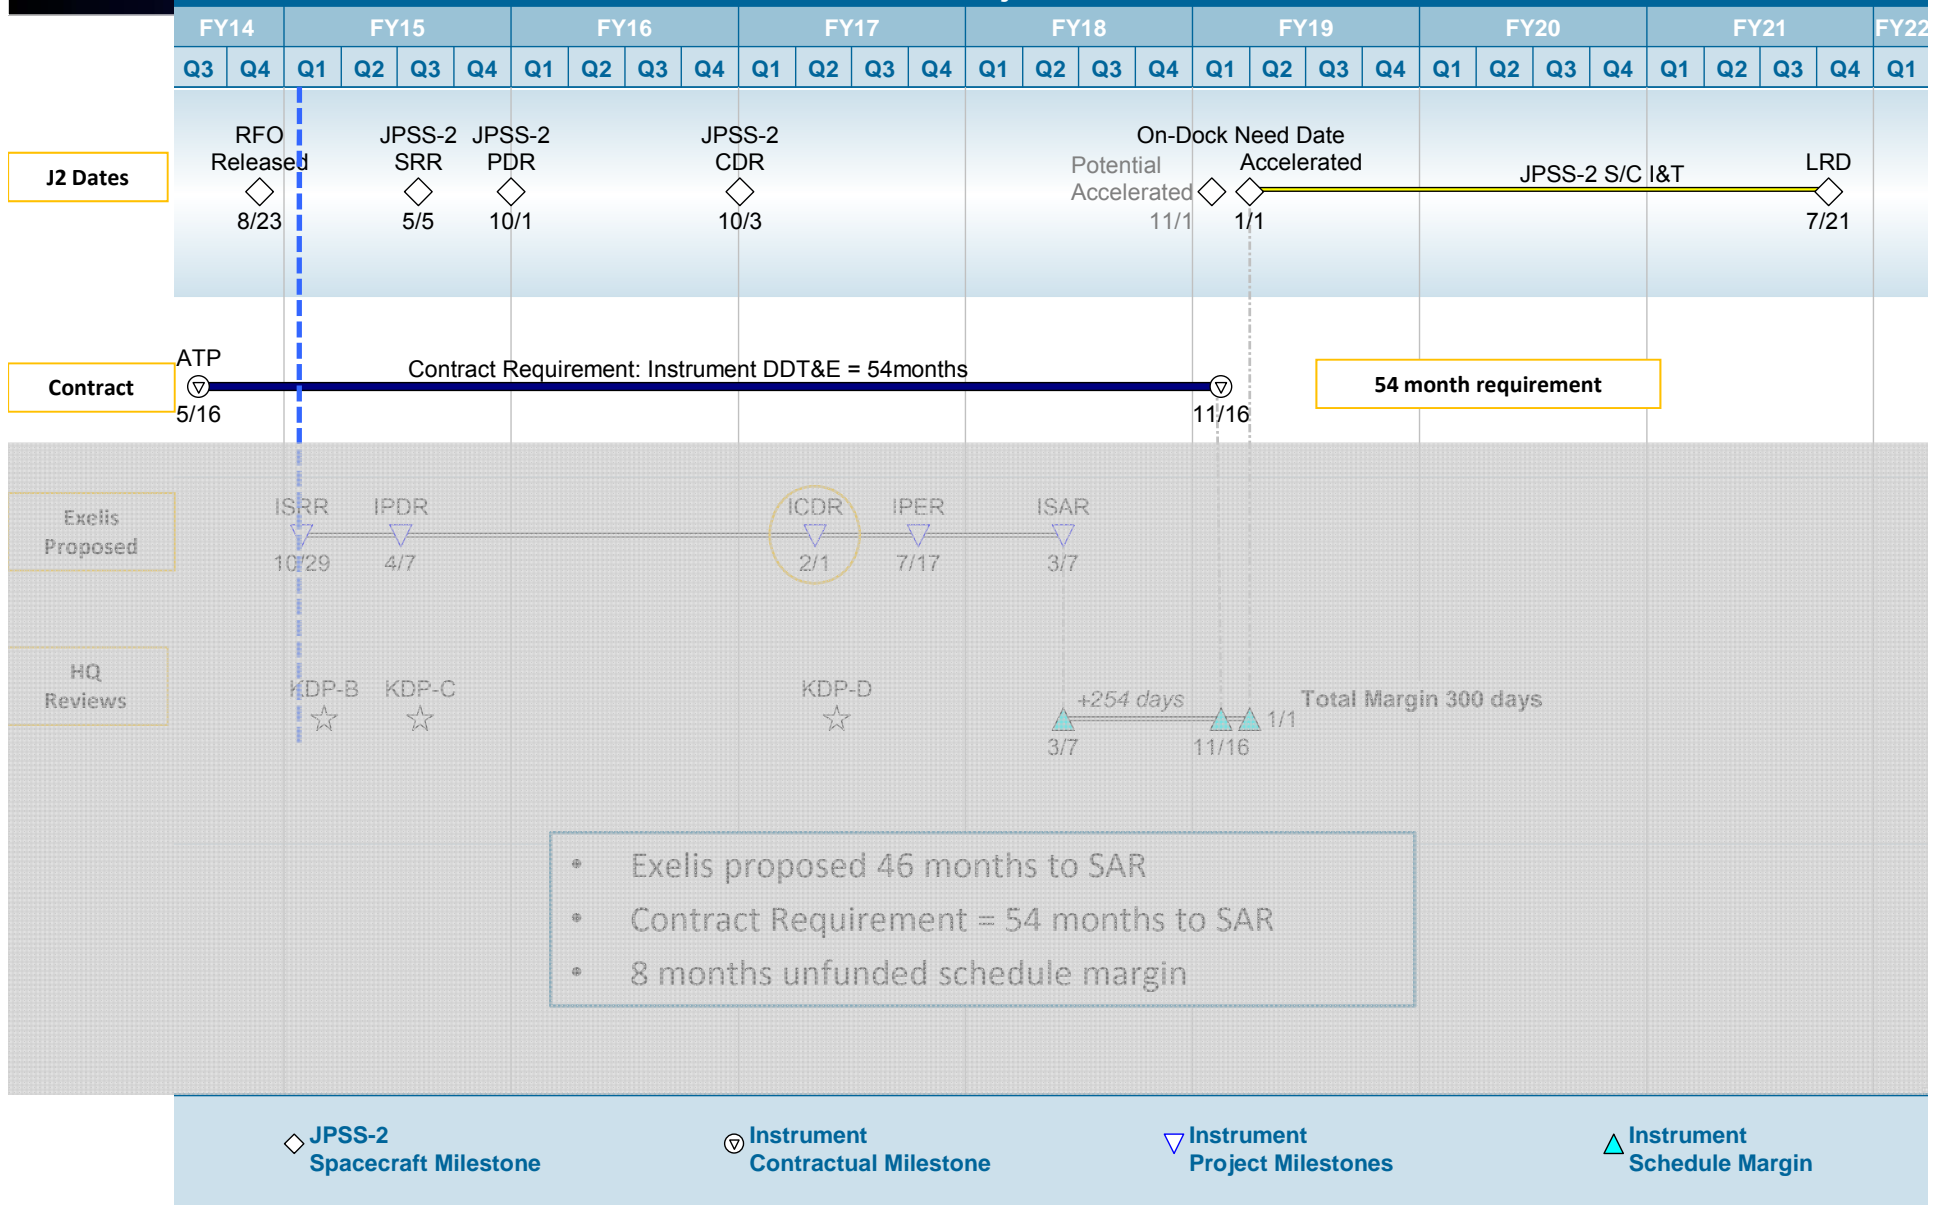 FY14 FY15 FY16 FY17 FY18 FY19 FY20 FY21 FY22
Q3 Q4 Q1 Q2 Q3 Q4 Q1 Q2 Q3 Q4 Q1 Q2 Q3 Q4 Q1 Q2 Q3 Q4 Q1 Q2 Q3 Q4 Q1 Q2 Q3 Q4 Q1 Q2 Q3 Q4 Q1
J2 Dates
RFO
Released
8/23
JPSS-2
SRR
5/5
JPSS-2
PDR
10/1
JPSS-2
CDR
10/3
On-Dock Need Date
Potential
Accelerated
11/1
Accelerated
1/1
JPSS-2 S/C I&T
LRD
7/21
Contract
ATP
5/16
Contract Requirement: Instrument DDT&E = 54months
11/16
54 month requirement
Exelis
Proposed
ISRR
10/29
IPDR
4/7
ICDR
2/1
IPER
7/17
ISAR
3/7
HQ
Reviews
KDP-B
KDP-C
KDP-D
+254 days
3/7
11/16
1/1
Total Margin 300 days
• Exelis proposed 46 months to SAR
• Contract Requirement = 54 months to SAR
• 8 months unfunded schedule margin
JPSS-2
Spacecraft Milestone
Instrument
Contractual Milestone
Instrument
Project Milestones
Instrument
Schedule Margin